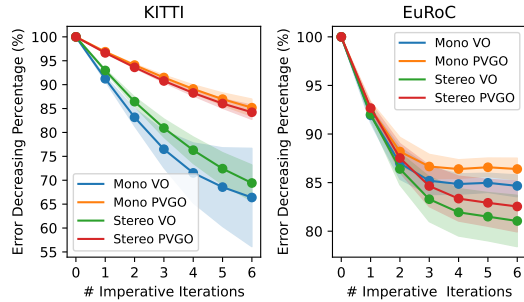 KITTI
Error Decreasing Percentage (%)
100
95
90
85
80
75
70
65
60
55
Mono VO
Mono PVGO
Stereo VO
Stereo PVGO
0 1 2 3 4 5 6
# Imperative Iterations
EuRoC
Error Decreasing Percentage (%)
100
95
90
85
80
Mono VO
Mono PVGO
Stereo VO
Stereo PVGO
0 1 2 3 4 5 6
# Imperative Iterations